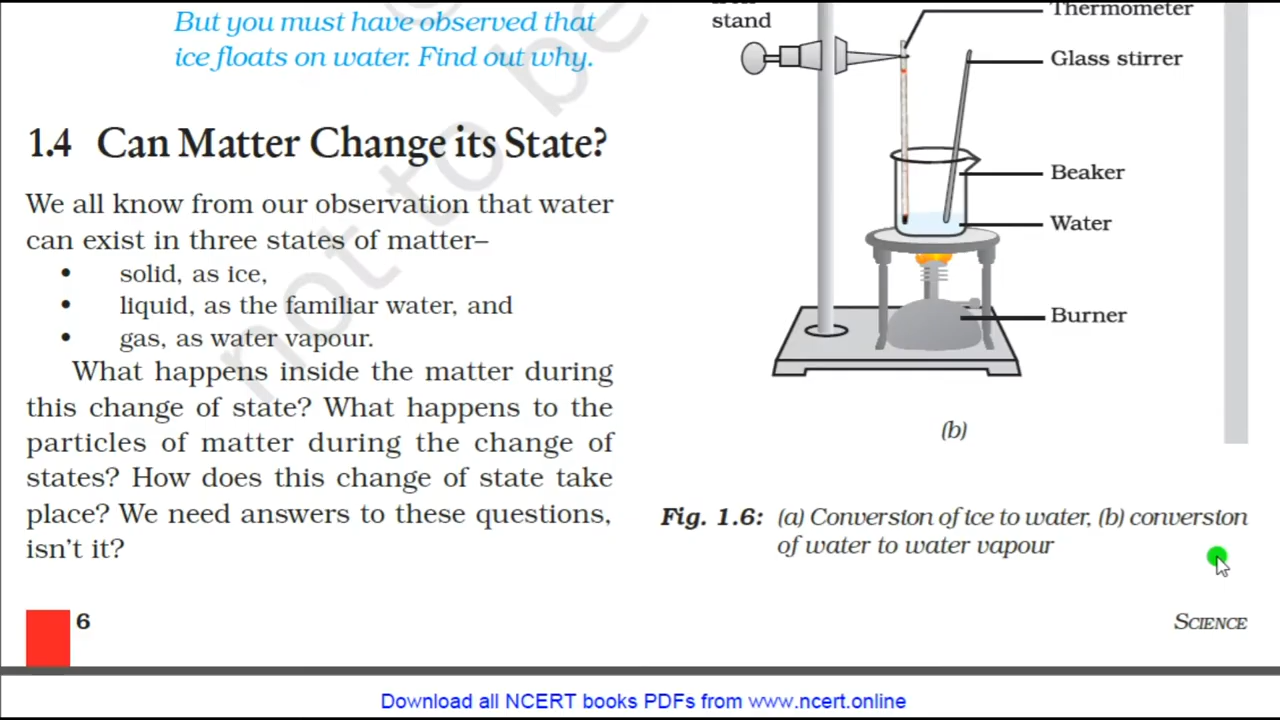 But you must have observed that
ice floats on water. Find out why.
1.4 Can Matter Change its State?
We all know from our observation that water
can exist in three states of matter–
• solid, as ice,
• liquid, as the familiar water, and
• gas, as water vapour.
What happens inside the matter during
this change of state? What happens to the
particles of matter during the change of
states? How does this change of state take
place? We need answers to these questions,
isn't it?
6
stand
Thermometer
Glass stirrer
Beaker
Water
Burner
(b)
Fig. 1.6: (a) Conversion of ice to water, (b) conversion
of water to water vapour
SCIENCE
not to be
Download all NCERT books PDFs from www.ncert.online